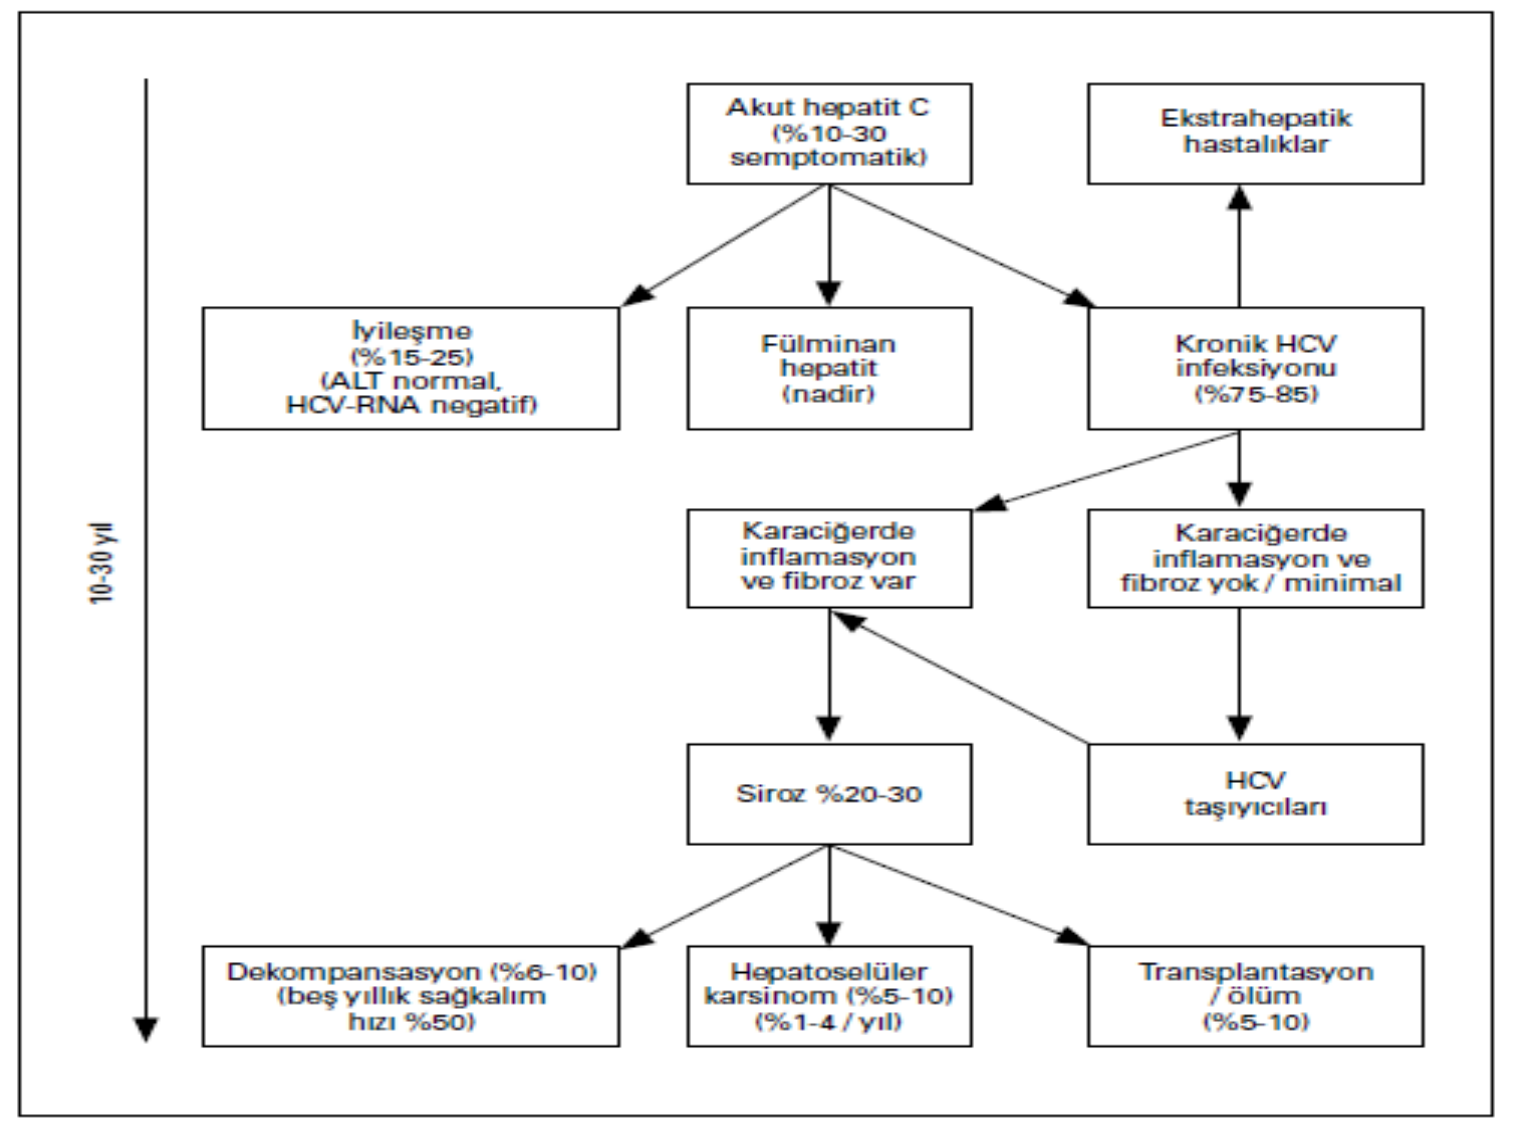 Akut hepatit C
(%10-30
semptomatik)
Ekstrahepatik
hastalıklar
İyileşme
(%15-25)
(ALT normal,
HCV-RNA negatif)
Fülminan
hepatit
(nadir)
Kronik HCV
infeksiyonu
(%75-85)
10-30 yıl
Karaciğerde
inflamasyon
ve fibroz var
Karaciğerde
inflamasyon ve
fibroz yok / minimal
Siroz %20-30
HCV
taşıyıcıları
Dekompansasyon (%6-10)
(beş yıllık sağkalım
hızı %50)
Hepatoselüler
karsinom (%5-10)
(%1-4 / yıl)
Transplantasyon
/ ölüm
(%5-10)